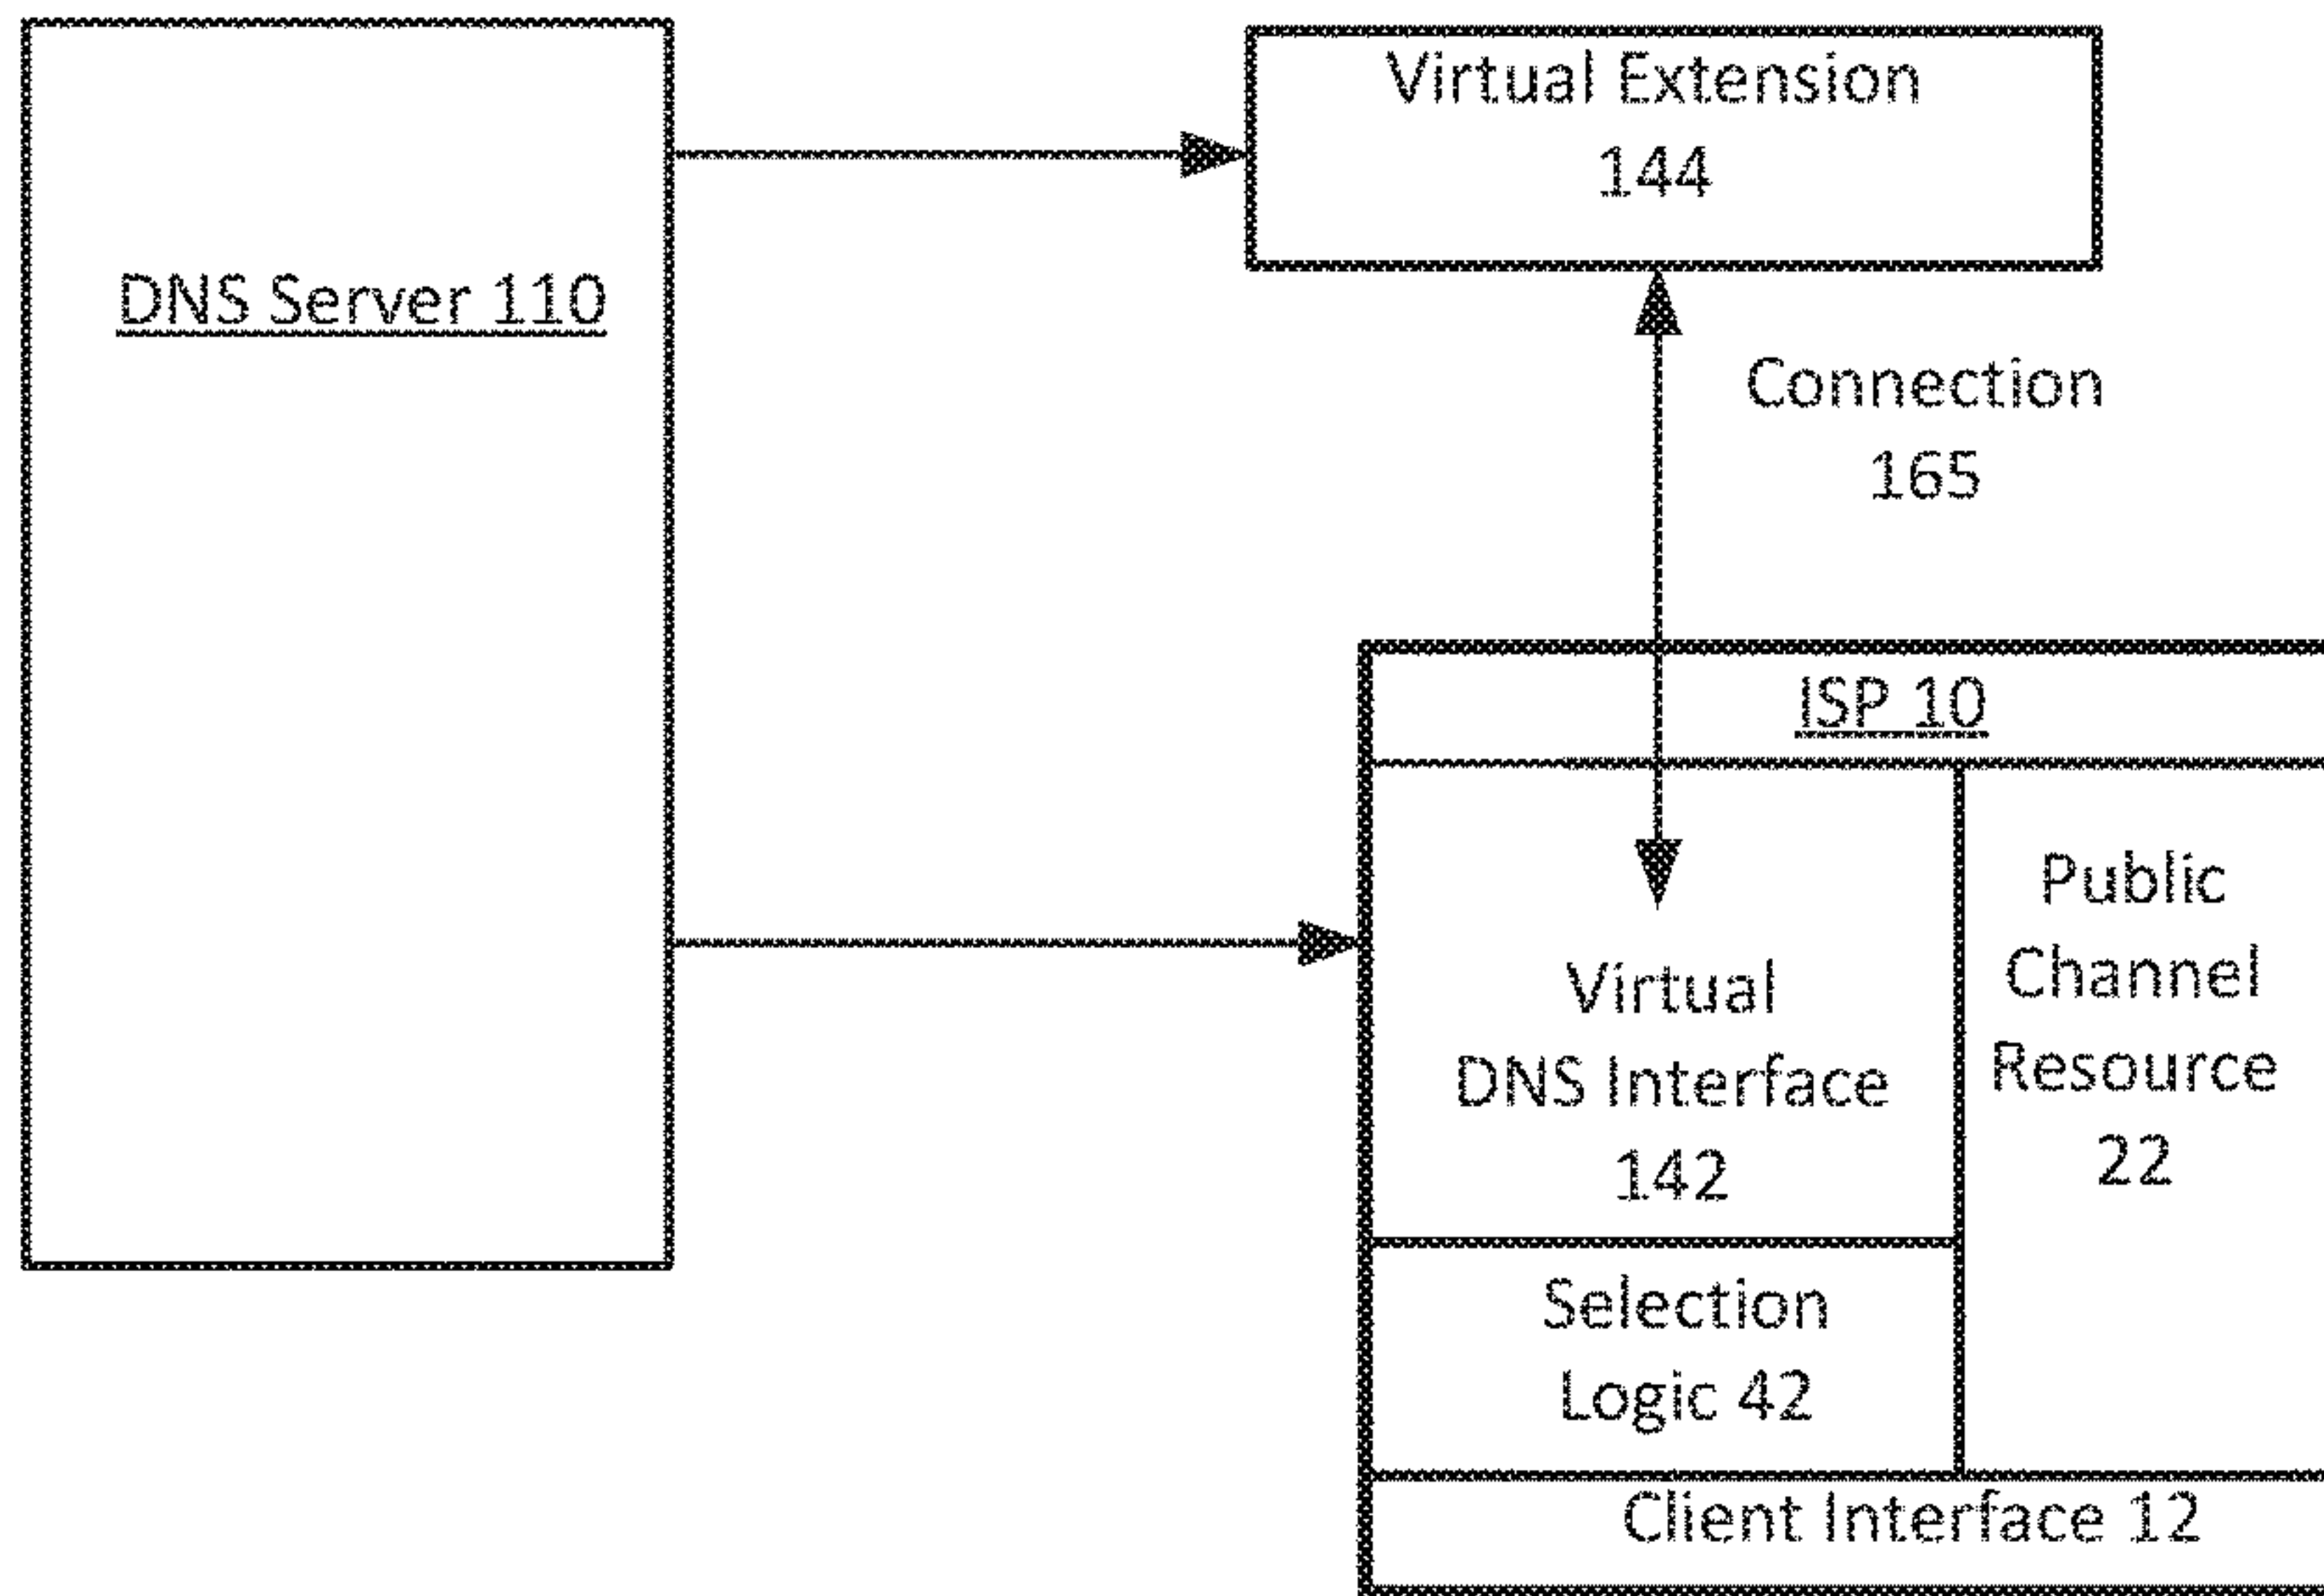 Virtual Extension
144
DNS Server 110
Connection
165
ISP 10
Virtual
DNS Interface
142
Public
Channel
Resource
22
Selection
Logic 42
Client Interface 12